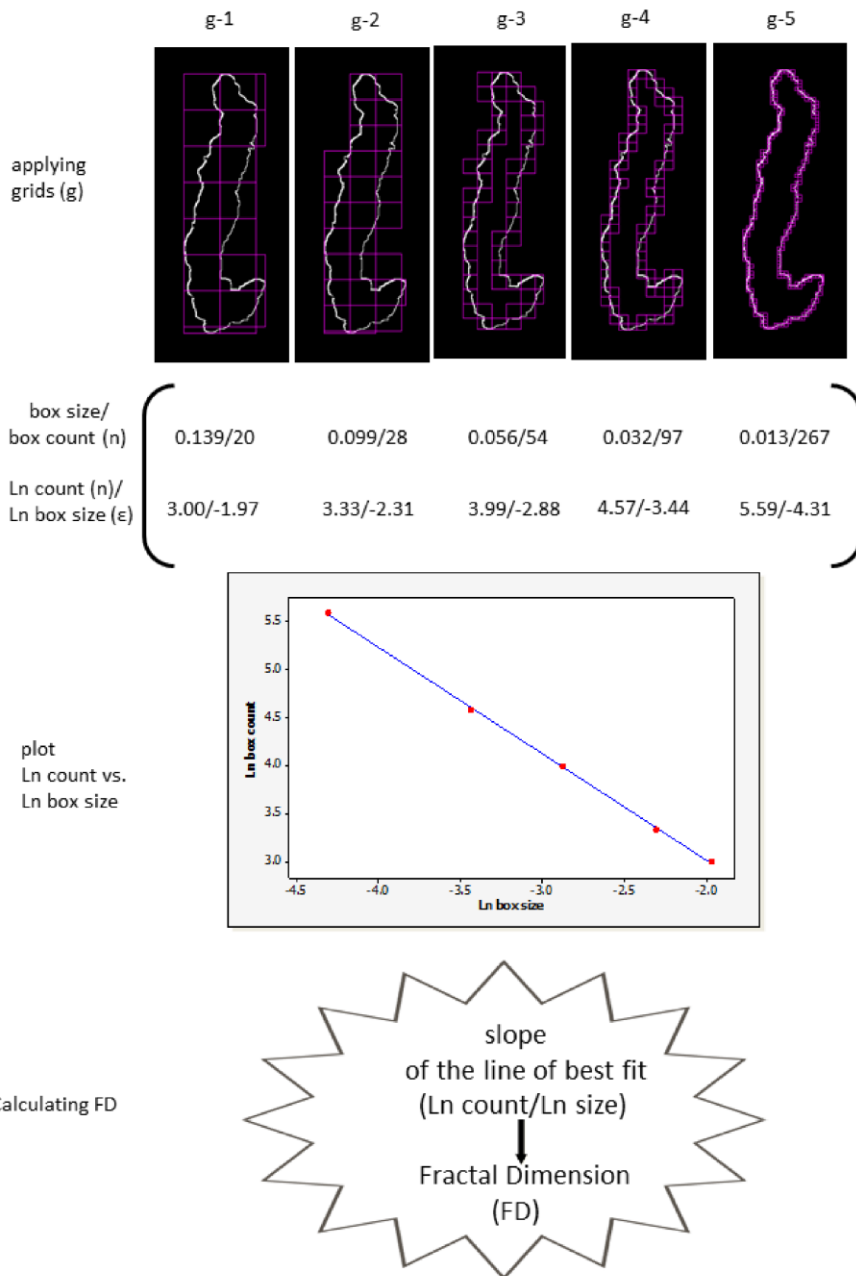 g-1 g-2 g-3 g-4 g-5
applying
grids (g)
box size/
box count (n)
0.139/20 0.099/28 0.056/54 0.032/97 0.013/267
Ln count (n)/
Ln box size (ε)
3.00/-1.97 3.33/-2.31 3.99/-2.88 4.57/-3.44 5.59/-4.31
plot
Ln count vs.
Ln box size
Ln box count
5.5
5.0
4.5
4.0
3.5
3.0
-4.5 -4.0 -3.5 -3.0 -2.5 -2.0
Ln box size
alculating FD
slope
of the line of best fit
(Ln count/Ln size)
Fractal Dimension
(FD)